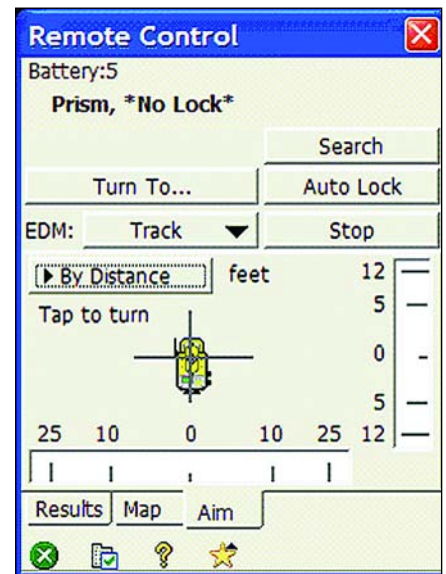 Remote Control
Battery:5
Prism, *No Lock*
Search
Turn To... Auto Lock
EDM: Track Stop
By Distance feet 12
Tap to turn 5
0
5
25 10 0 10 25 12
Results Map Aim